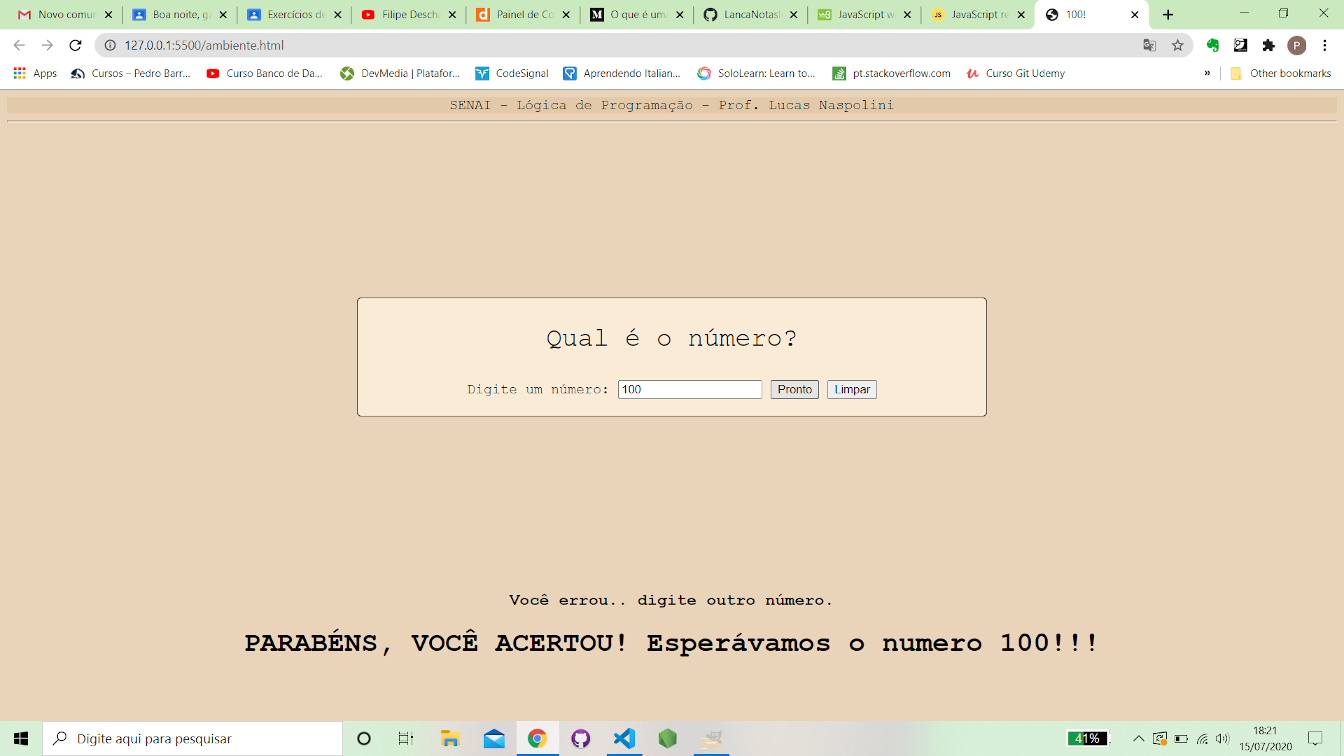 Novo comur
Boa noite, g
Exercícios de
Filipe Desch
Painel de Co
O que é uma
LancaNotas
JavaScript w
JavaScript re
100!
127.0.0.1:5500/ambiente.html
P
Apps
Cursos – Pedro Barr...
Curso Banco de Da...
DevMedia | Platafor...
CodeSignal
Aprendendo Italian...
SoloLearn: Learn to...
pt.stackoverflow.com
Curso Git Udemy
»
Other bookmarks
SENAI - Lógica de Programação - Prof. Lucas Naspolini
Qual é o número?
Digite um número: 100 Pronto Limpar
Você errou.. digite outro número.
PARABÉNS, VOCÊ ACERTOU! Esperávamos o numero 100!!!
Digite aqui para pesquisar
41%
18:21
15/07/2020